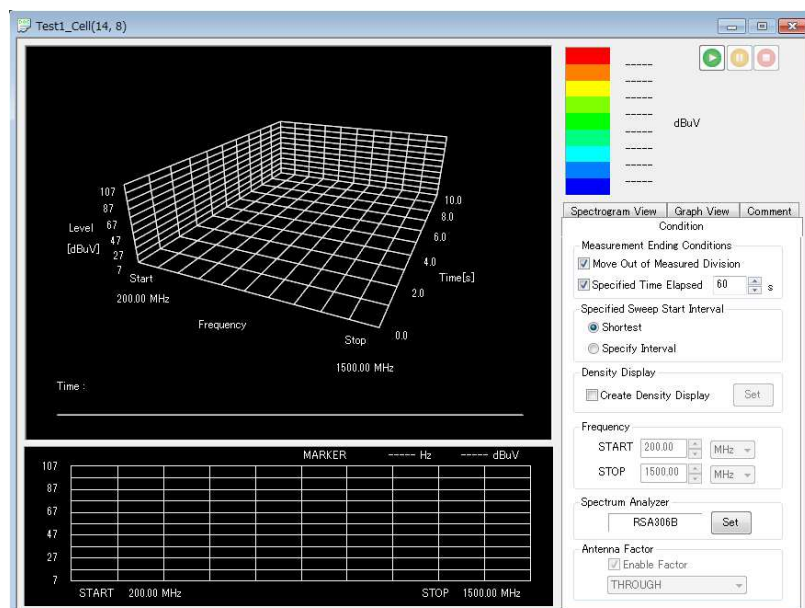 Test1_Cell(14, 8)
107
87
Level 67
47
[dBuV] 27
7
Start
200.00 MHz
Frequency
Stop
1500.00 MHz
0.0
2.0
4.0
6.0
8.0
10.0
Time[s]
Time :
-----
-----
-----
-----
dBuV
-----
-----
-----
-----
Spectrogram View Graph View Comment
Condition
Measurement Ending Conditions
Move Out of Measured Division
Specified Time Elapsed 60 s
Specified Sweep Start Interval
Shortest
Specify Interval
Density Display
Create Density Display Set
Frequency
START 200.00 MHz
STOP 1500.00 MHz
Spectrum Analyzer
RSA306B Set
Antenna Factor
Enable Factor
THROUGH
MARKER ----- Hz ----- dBuV
107
87
67
47
27
7
START 200.00 MHz STOP 1500.00 MHz